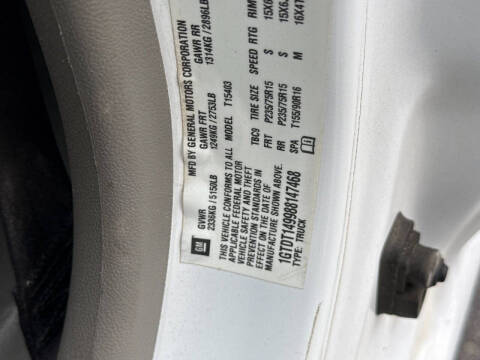 MFD BY GENERAL MOTORS CORPORATION
GVWR GAWR FRT GAWR RR
2336KG / 5150LB 1249KG / 2753LB 1314KG / 2896LB
THIS VEHICLE CONFORMS TO ALL
APPLICABLE FEDERAL MOTOR
VEHICLE SAFETY AND THEFT
PREVENTION STANDARDS IN
EFFECT ON THE DATE OF
MANUFACTURE SHOWN ABOVE.
1GTDT149988147468
TYPE: TRUCK
MODEL T15403
TBC9 TIRE SIZE SPEED RTG RIM
FRT P235/75R15 S 15X6
RR P235/75R15 S 15X6
SPA T155/90R16 M 16X4T
GM